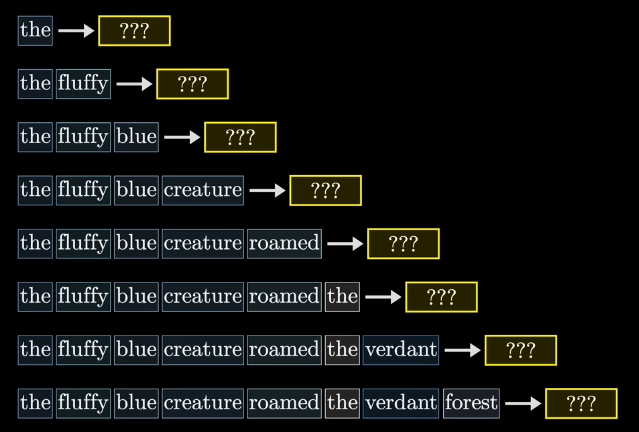 the ???
the fluffy ???
the fluffy blue ???
the fluffy blue creature ???
the fluffy blue creature roamed ???
the fluffy blue creature roamed the ???
the fluffy blue creature roamed the verdant ???
the fluffy blue creature roamed the verdant forest ???